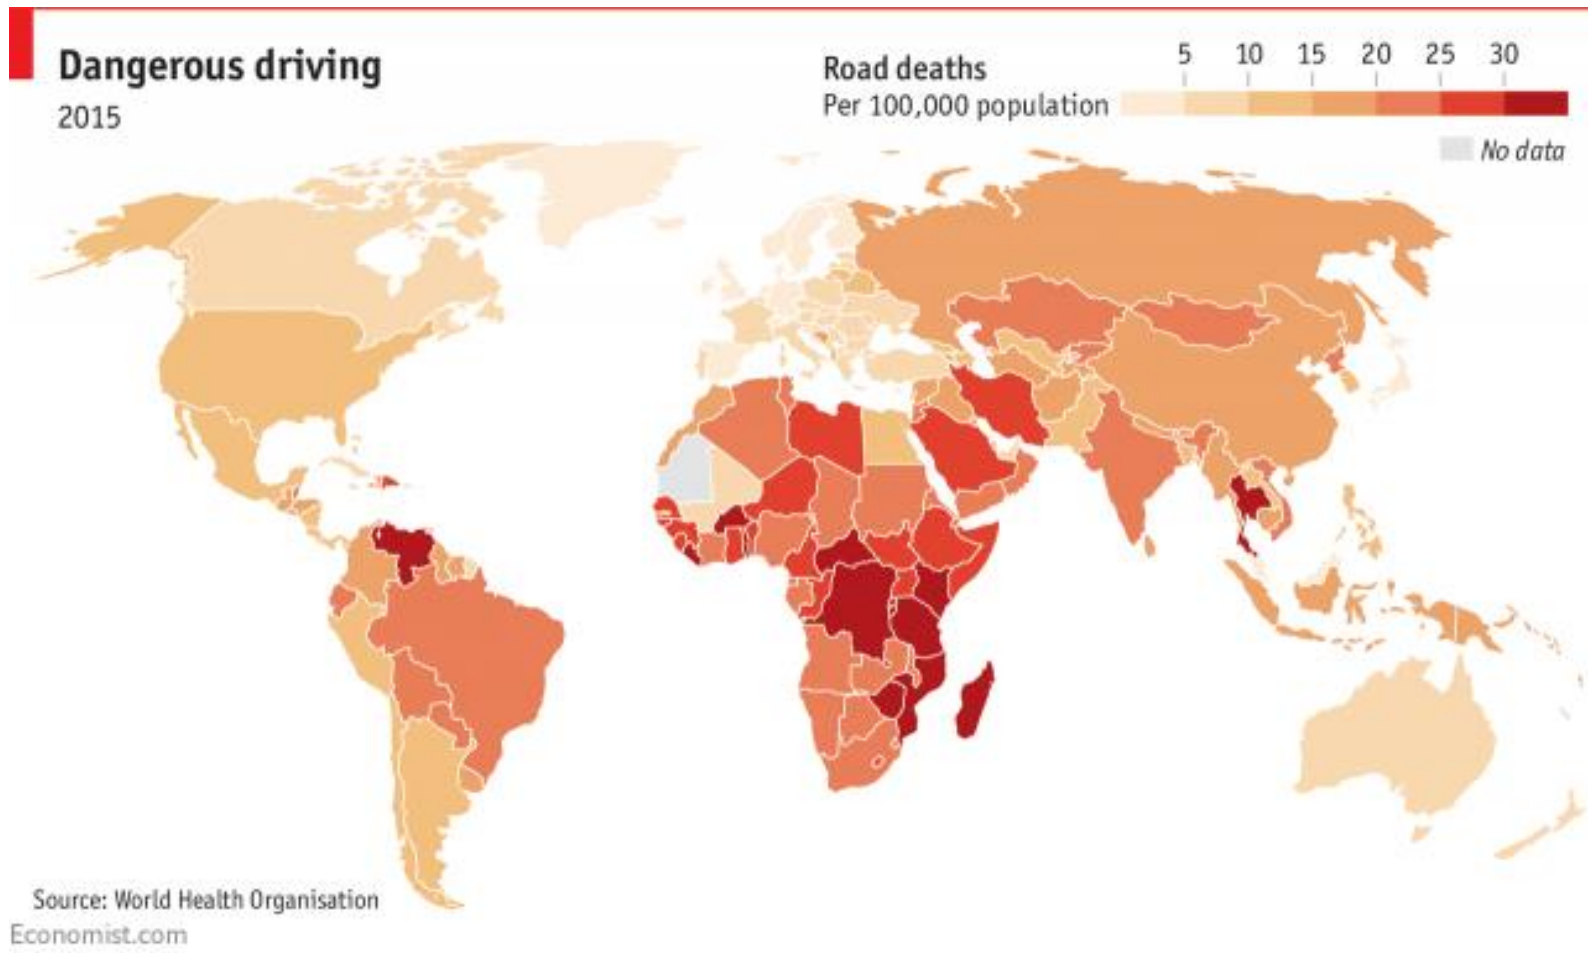 Dangerous driving
2015
Road deaths
Per 100,000 population
5 10 15 20 25 30
No data
Source: World Health Organisation
Economist.com